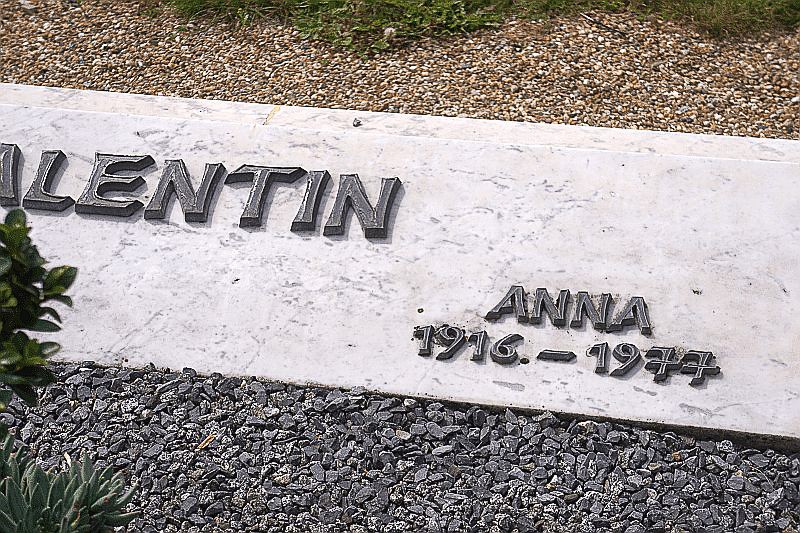 LENTIN
ANNA
1916 – 1977